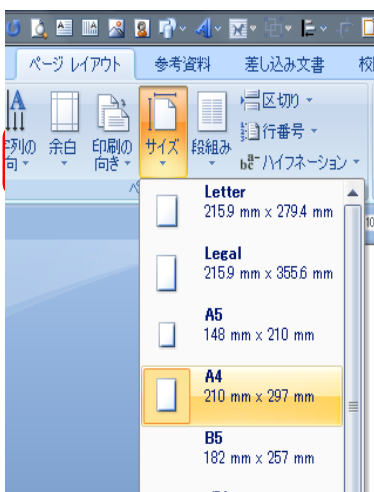 ページ レイアウト 参考資料 差し込み文書
余白 印刷の向き サイズ 段組み
区切り
行番号
ハイフネーション
Letter
215.9 mm x 279.4 mm
Legal
215.9 mm x 355.6 mm
A5
148 mm x 210 mm
A4
210 mm x 297 mm
B5
182 mm x 257 mm